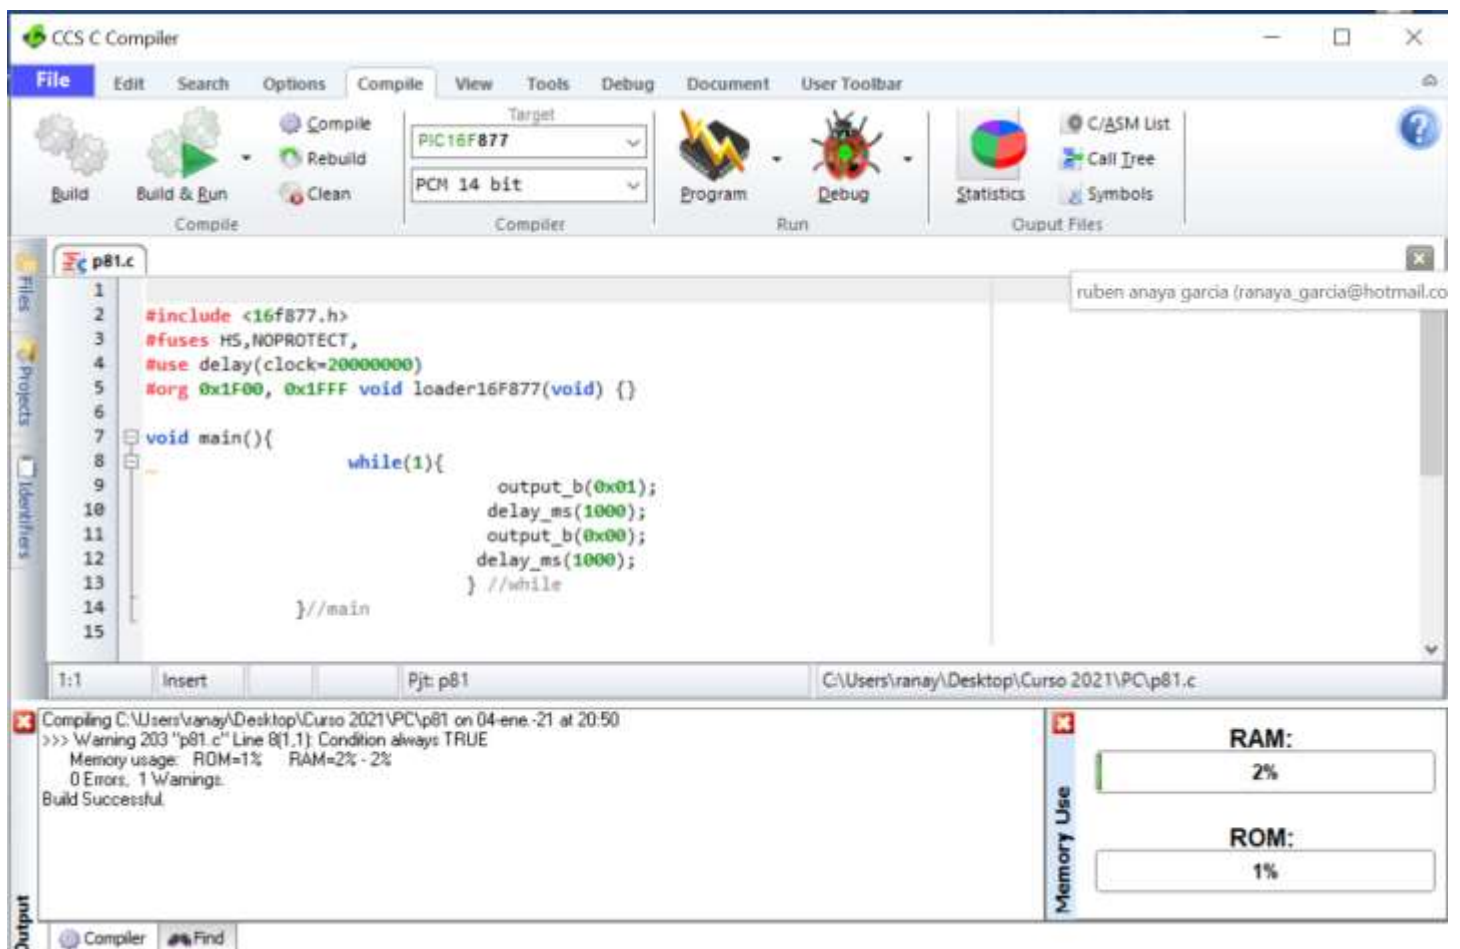 CCS C Compiler
File Edit Search Options Compile View Tools Debug Document User Toolbar
Build
Build & Run
Compile
Rebuild
Clean
Compile
Target
PIC16F877
PCM 14 bit
Compiler
Program
Debug
Run
Statistics
C/ASM List
Call Tree
Symbols
Ouput Files
p81.c
ruben anaya garcia (ranaya_garcia@hotmail.co
Files
Projects
Identifiers
1
2 #include <16f877.h>
3 #fuses HS,NOPROTECT,
4 #use delay(clock=20000000)
5 #org 0x1F00, 0x1FFF void loader16F877(void) {}
6
7 void main(){
8 while(1){
9 output_b(0x01);
10 delay_ms(1000);
11 output_b(0x00);
12 delay_ms(1000);
13 } //while
14 }//main
15
1:1 Insert Pjt: p81 C:\Users\ranay\Desktop\Curso 2021\PC\p81.c
Compiling C:\Users\ranay\Desktop\Curso 2021\PC\p81 on 04-ene.-21 at 20:50
>>> Warning 203 "p81.c" Line 8(1,1): Condition always TRUE
Memory usage: ROM=1% RAM=2% - 2%
0 Errors, 1 Warnings.
Build Successful.
Memory Use
RAM:
2%
ROM:
1%
Output
Compiler Find